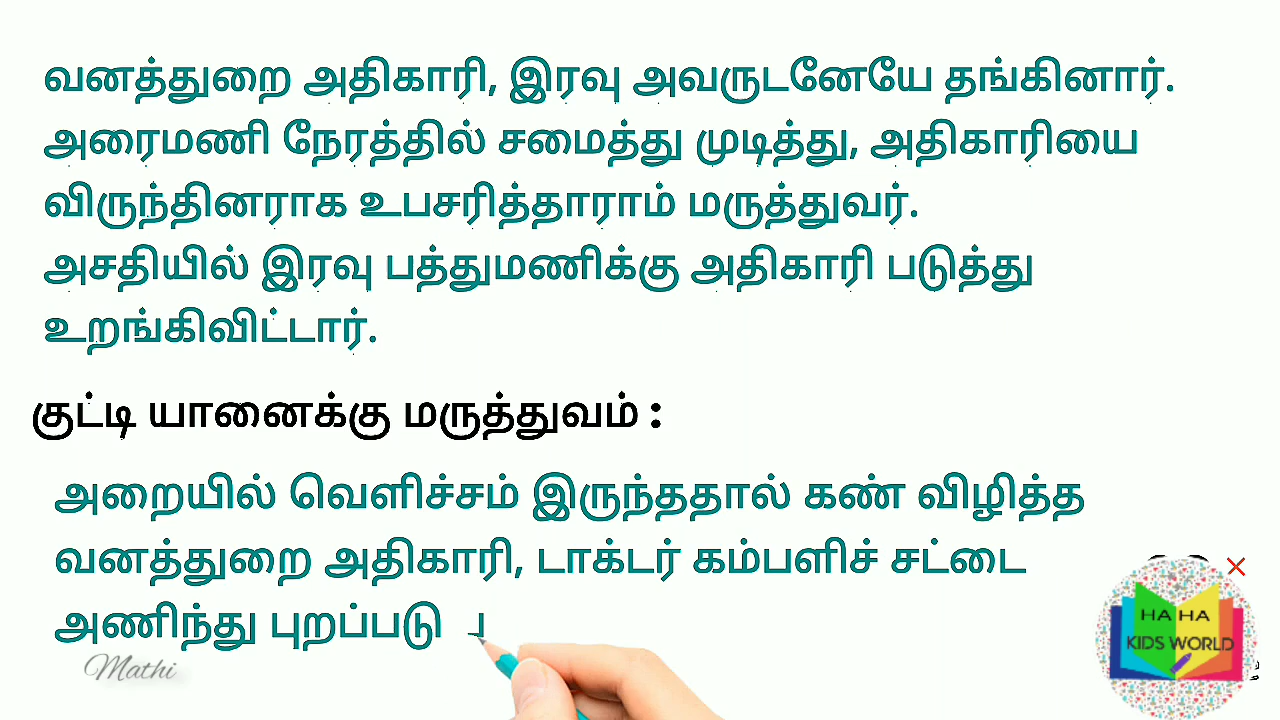 வனத்துறை அதிகாரி, இரவு அவருடனேயே தங்கினார்.
அரைமணி நேரத்தில் சமைத்து முடித்து, அதிகாரியை
விருந்தினராக உபசரித்தாராம் மருத்துவர்.
அசதியில் இரவு பத்துமணிக்கு அதிகாரி படுத்து
உறங்கிவிட்டார்.
குட்டி யானைக்கு மருத்துவம் :
அறையில் வெளிச்சம் இருந்ததால் கண் விழித்த
வனத்துறை அதிகாரி, டாக்டர் கம்பளிச் சட்டை
அணிந்து புறப்படு
Mathi
HA HA
KIDS WORLD